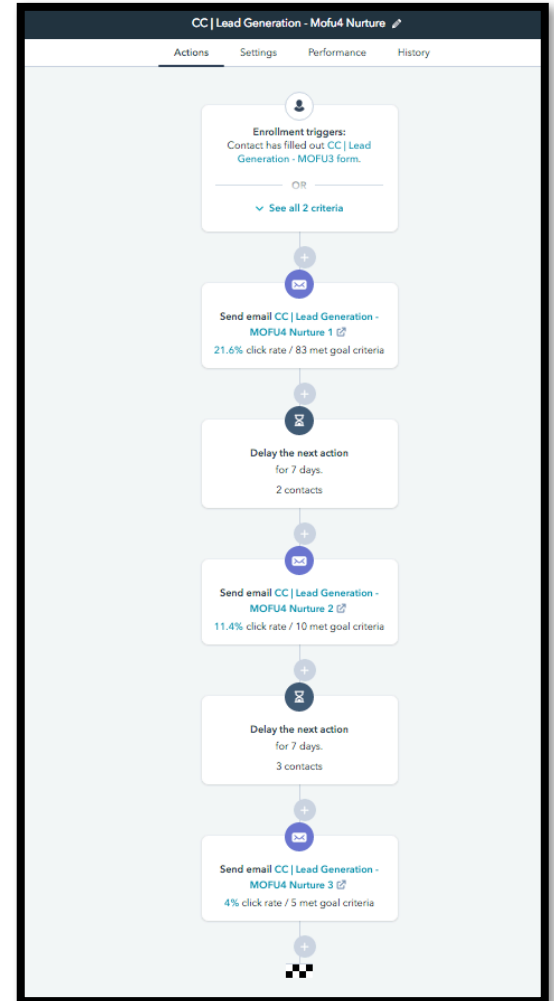 CC | Lead Generation - Mofu4 Nurture
Actions Settings Performance History
Enrollment triggers:
Contact has filled out CC | Lead
Generation - MOFU3 form.
OR
See all 2 criteria
Send email CC | Lead Generation -
MOFU4 Nurture 1
21.6% click rate / 83 met goal criteria
Delay the next action
for 7 days.
2 contacts
Send email CC | Lead Generation -
MOFU4 Nurture 2
11.4% click rate / 10 met goal criteria
Delay the next action
for 7 days.
3 contacts
Send email CC | Lead Generation -
MOFU4 Nurture 3
4% click rate / 5 met goal criteria